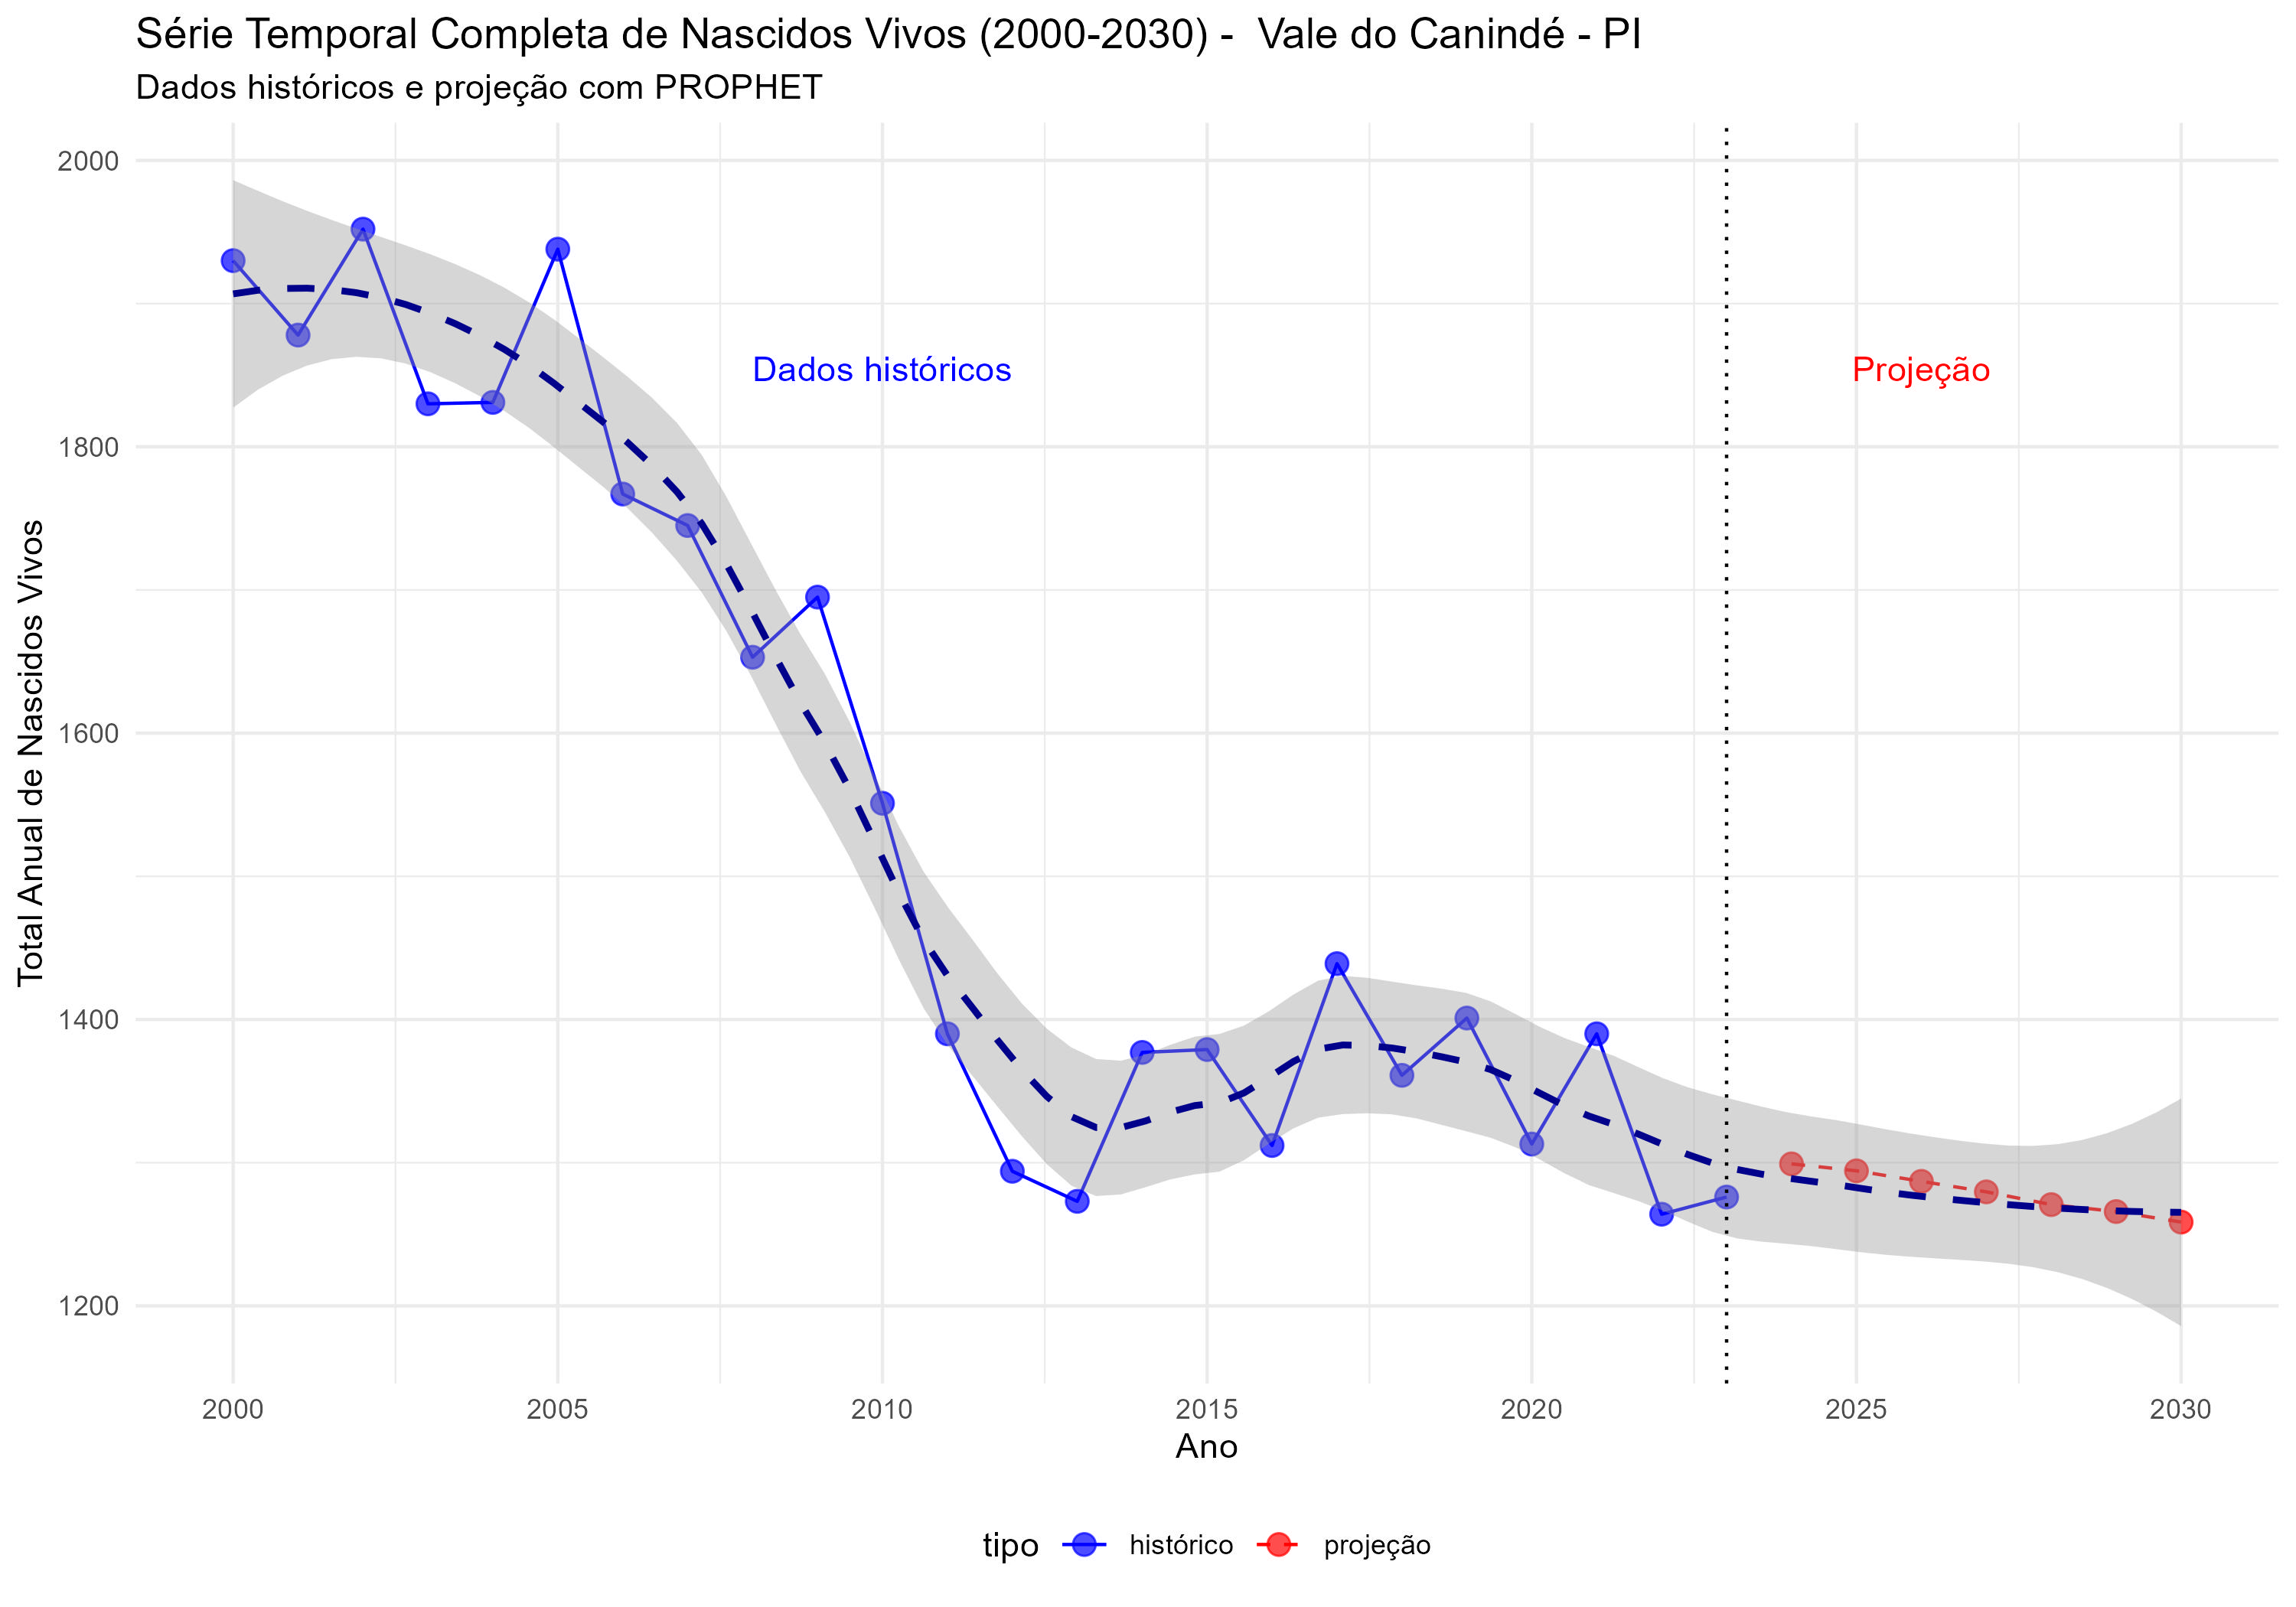 Série Temporal Completa de Nascidos Vivos (2000-2030) -  Vale do Canindé - PI
Dados históricos e projeção com PROPHET
Total Anual de Nascidos Vivos
2000
1800
1600
1400
1200
Dados históricos
Projeção
2000 2005 2010 2015 2020 2025 2030
Ano
tipo histórico projeção